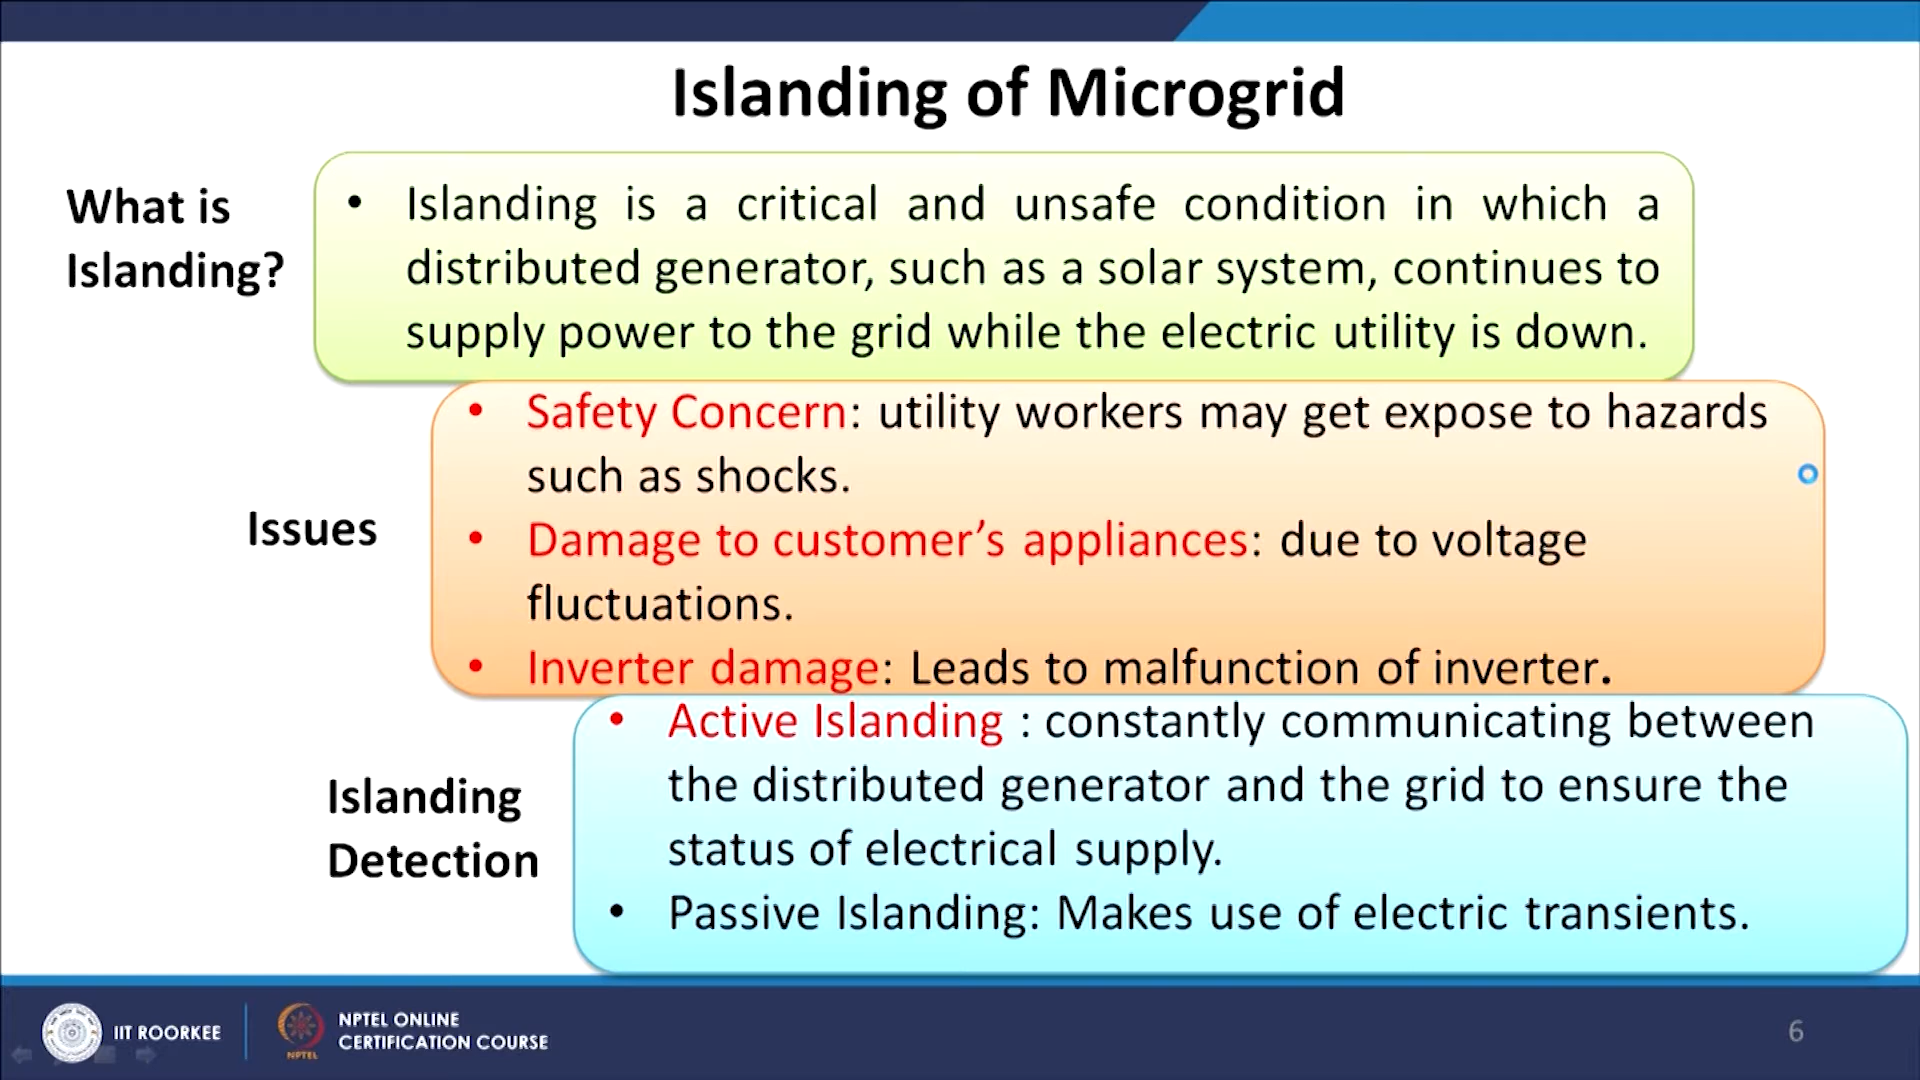 Islanding of Microgrid
What is
Islanding?
• Islanding is a critical and unsafe condition in which a
distributed generator, such as a solar system, continues to
supply power to the grid while the electric utility is down.
Issues
• Safety Concern: utility workers may get expose to hazards
such as shocks.
• Damage to customer’s appliances: due to voltage
fluctuations.
• Inverter damage: Leads to malfunction of inverter.
Islanding
Detection
• Active Islanding : constantly communicating between
the distributed generator and the grid to ensure the
status of electrical supply.
• Passive Islanding: Makes use of electric transients.
IIT ROORKEE
NPTEL
NPTEL ONLINE
CERTIFICATION COURSE
6